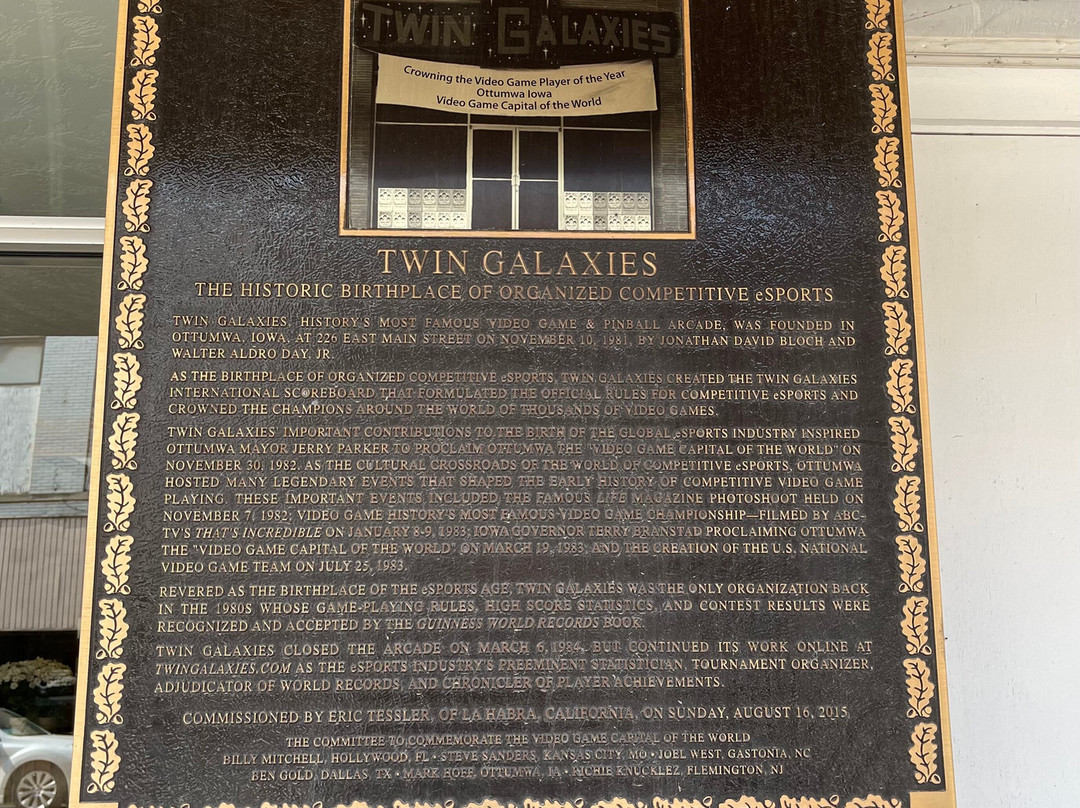 TWIN GALAXIES
Crowning the Video Game Player of the Year
Ottumwa Iowa
Video Game Capital of the World
TWIN GALAXIES
THE HISTORIC BIRTHPLACE OF ORGANIZED COMPETITIVE eSPORTS
TWIN GALAXIES, HISTORY'S MOST FAMOUS VIDEO GAME & PINBALL ARCADE, WAS FOUNDED IN
OTTUMWA, IOWA, AT 226 EAST MAIN STREET ON NOVEMBER 10, 1981, BY JONATHAN DAVID BLOCH AND
WALTER ALDRO DAY, JR.
AS THE BIRTHPLACE OF ORGANIZED COMPETITIVE eSPORTS, TWIN GALAXIES CREATED THE TWIN GALAXIES
INTERNATIONAL SCOREBOARD THAT FORMULATED THE OFFICIAL RULES FOR COMPETITIVE eSPORTS AND
CROWNED THE CHAMPIONS AROUND THE WORLD OF THOUSANDS OF VIDEO GAMES.
TWIN GALAXIES' IMPORTANT CONTRIBUTIONS TO THE BIRTH OF THE GLOBAL eSPORTS INDUSTRY INSPIRED
OTTUMWA MAYOR JERRY PARKER TO PROCLAIM OTTUMWA THE "VIDEO GAME CAPITAL OF THE WORLD" ON
NOVEMBER 30, 1982. AS THE CULTURAL CROSSROADS OF THE WORLD OF COMPETITIVE eSPORTS, OTTUMWA
HOSTED MANY LEGENDARY EVENTS THAT SHAPED THE EARLY HISTORY OF COMPETITIVE VIDEO GAME
PLAYING. THESE IMPORTANT EVENTS INCLUDED THE FAMOUS LIFE MAGAZINE PHOTOSHOOT HELD ON
NOVEMBER 7, 1982; VIDEO GAME HISTORY'S MOST FAMOUS VIDEO GAME CHAMPIONSHIP—FILMED BY ABC-
TV'S THAT'S INCREDIBLE ON JANUARY 8-9, 1983; IOWA GOVERNOR TERRY BRANSTAD PROCLAIMING OTTUMWA
THE "VIDEO GAME CAPITAL OF THE WORLD" ON MARCH 19, 1983; AND THE CREATION OF THE U.S. NATIONAL
VIDEO GAME TEAM ON JULY 25, 1983.
REVERED AS THE BIRTHPLACE OF THE eSPORTS AGE, TWIN GALAXIES WAS THE ONLY ORGANIZATION BACK
IN THE 1980S WHOSE GAME-PLAYING RULES, HIGH SCORE STATISTICS, AND CONTEST RESULTS WERE
RECOGNIZED AND ACCEPTED BY THE GUINNESS WORLD RECORDS BOOK.
TWIN GALAXIES CLOSED THE ARCADE ON MARCH 6, 1984, BUT CONTINUED ITS WORK ONLINE AT
TWINGALAXIES.COM AS THE eSPORTS INDUSTRY'S PREEMINENT STATISTICIAN, TOURNAMENT ORGANIZER,
ADJUDICATOR OF WORLD RECORDS, AND CHRONICLER OF PLAYER ACHIEVEMENTS.
COMMISSIONED BY ERIC TESSLER, OF LA HABRA, CALIFORNIA, ON SUNDAY, AUGUST 16, 2015,
THE COMMITTEE TO COMMEMORATE THE VIDEO GAME CAPITAL OF THE WORLD
BILLY MITCHELL, HOLLYWOOD, FL • STEVE SANDERS, KANSAS CITY, MO • JOEL WEST, GASTONIA, NC
BEN GOLD, DALLAS, TX • MARK HOFF, OTTUMWA, IA • RICHIE KNUCKLEZ, FLEMINGTON, NJ